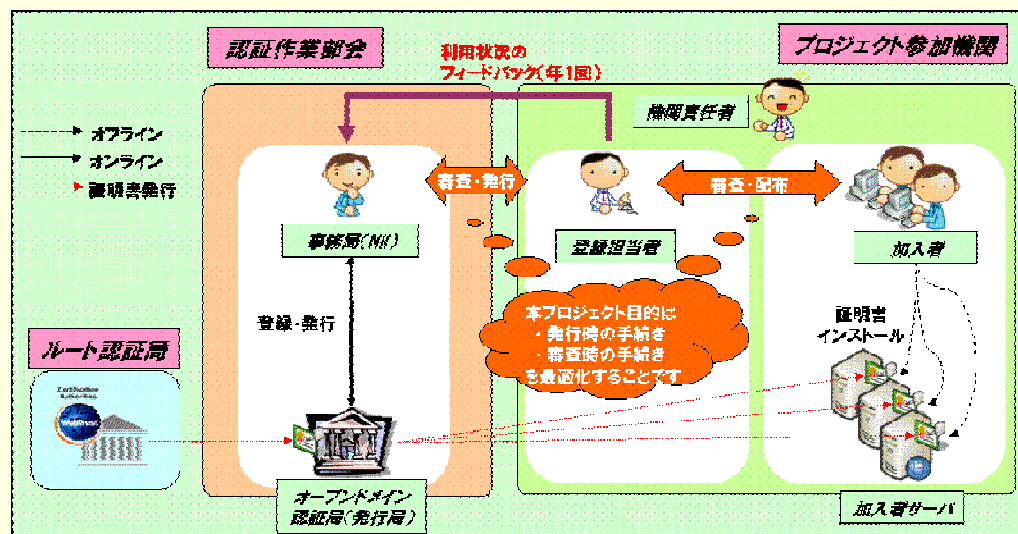 認証作業部会
プロジェクト参加機関
利用状況の
フィードバック(年1回)
機関責任者
オフライン
オンライン
証明書発行
審査・発行
審査・配布
事務局(NII)
登録担当者
加入者
登録・発行
本プロジェクト目的は
・発行時の手続き
・審査時の手続き
を最適化することです
証明書
インストール
ルート認証局
WebTrust
オープンドメイン
認証局(発行局)
加入者サーバ